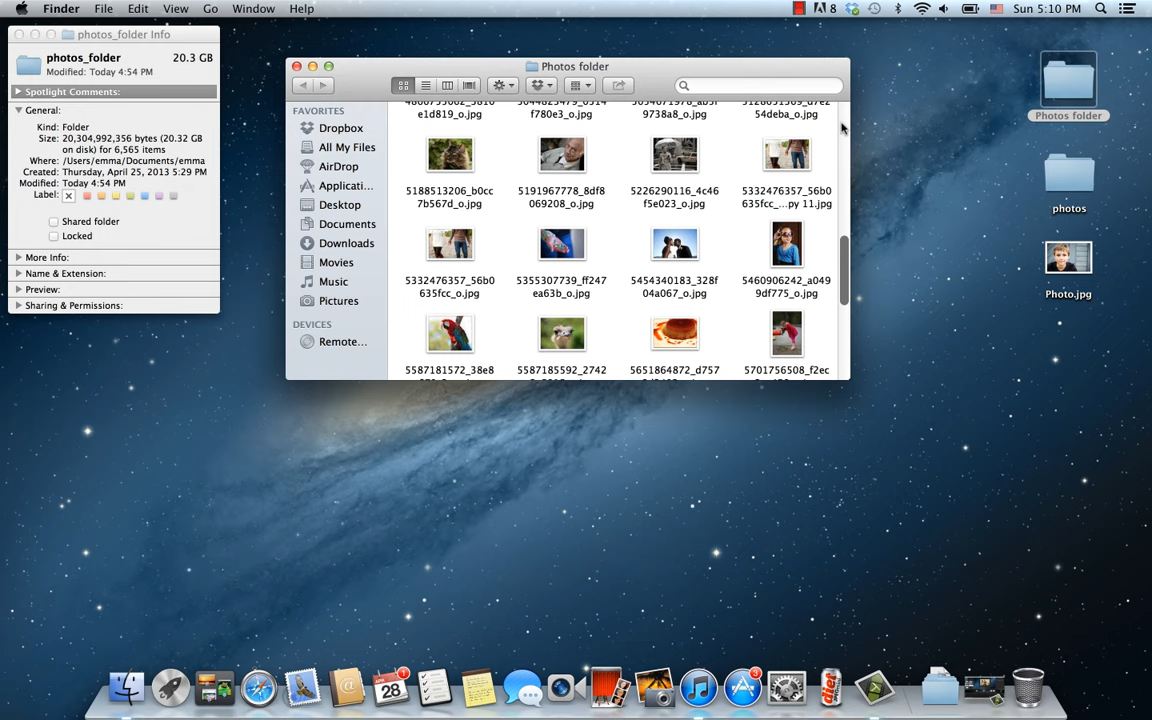 Finder File Edit View Go Window Help
8 Sun 5:10 PM
photos_folder Info
photos_folder 20.3 GB
Modified: Today 4:54 PM
Spotlight Comments:
General:
Kind: Folder
Size: 20,304,992,356 bytes (20.32 GB
on disk) for 6,565 items
Where: /Users/emma/Documents/emma
Created: Thursday, April 25, 2013 5:29 PM
Modified: Today 4:54 PM
Label:
Shared folder
Locked
More Info:
Name & Extension:
Preview:
Sharing & Permissions:
Photos folder
FAVORITES
Dropbox
All My Files
AirDrop
Applicati...
Desktop
Documents
Downloads
Movies
Music
Pictures
DEVICES
Remote...
e1d819_o.jpg f780e3_o.jpg 9738a8_o.jpg 54deba_o.jpg
5188513206_b0cc 5191967778_8df8 5226290116_4c46 5332476357_56b0
7b567d_o.jpg 069208_o.jpg f5e023_o.jpg 635fcc_...py 11.jpg
5332476357_56b0 5355307739_ff247 5454340183_328f 5460906242_a049
635fcc_o.jpg ea63b_o.jpg 04a067_o.jpg 9df775_o.jpg
5587181572_38e8 5587181592_2742 5651864872_d757 5701756508_f2ec
Photos folder
photos
Photo.jpg
APR
28
1
3
diet